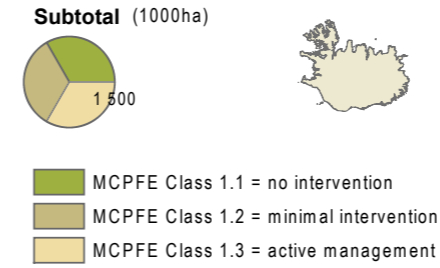 Subtotal (1000ha)
1 500
MCPFE Class 1.1 = no intervention
MCPFE Class 1.2 = minimal intervention
MCPFE Class 1.3 = active management